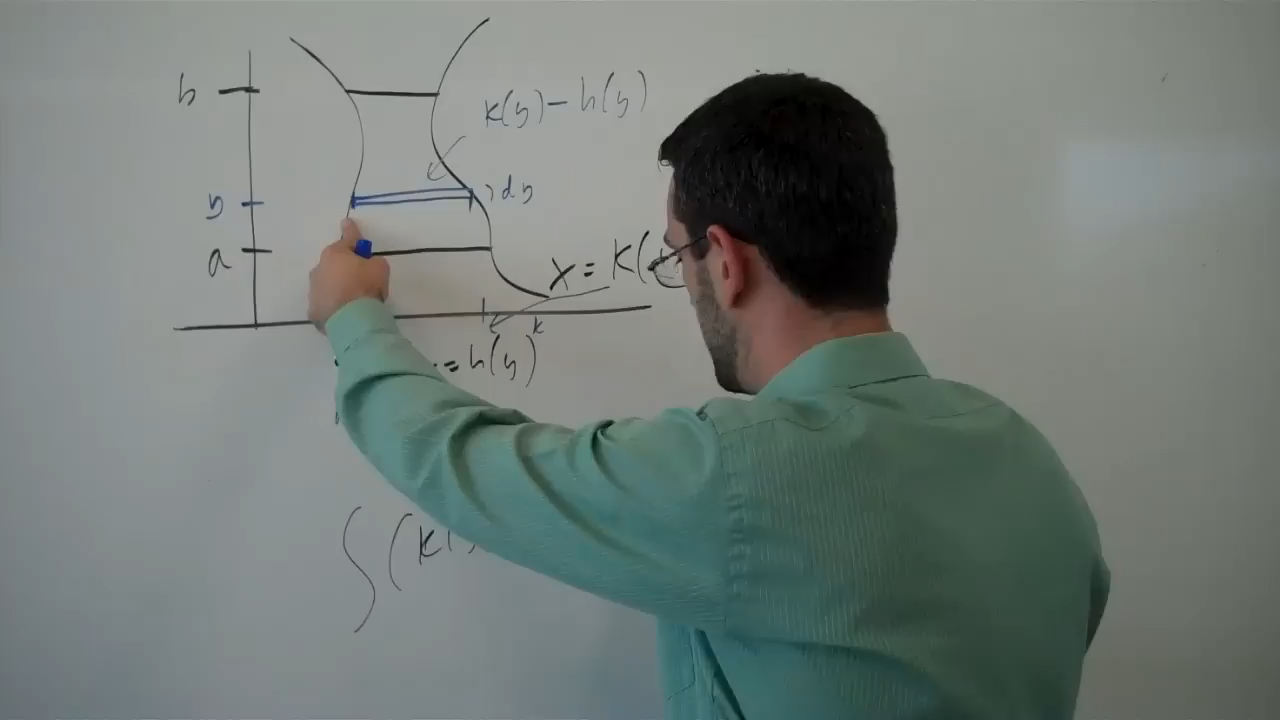 b
k(y) - h(y)
y
dy
a
x = k(
k
= h(y)
∫ (k(